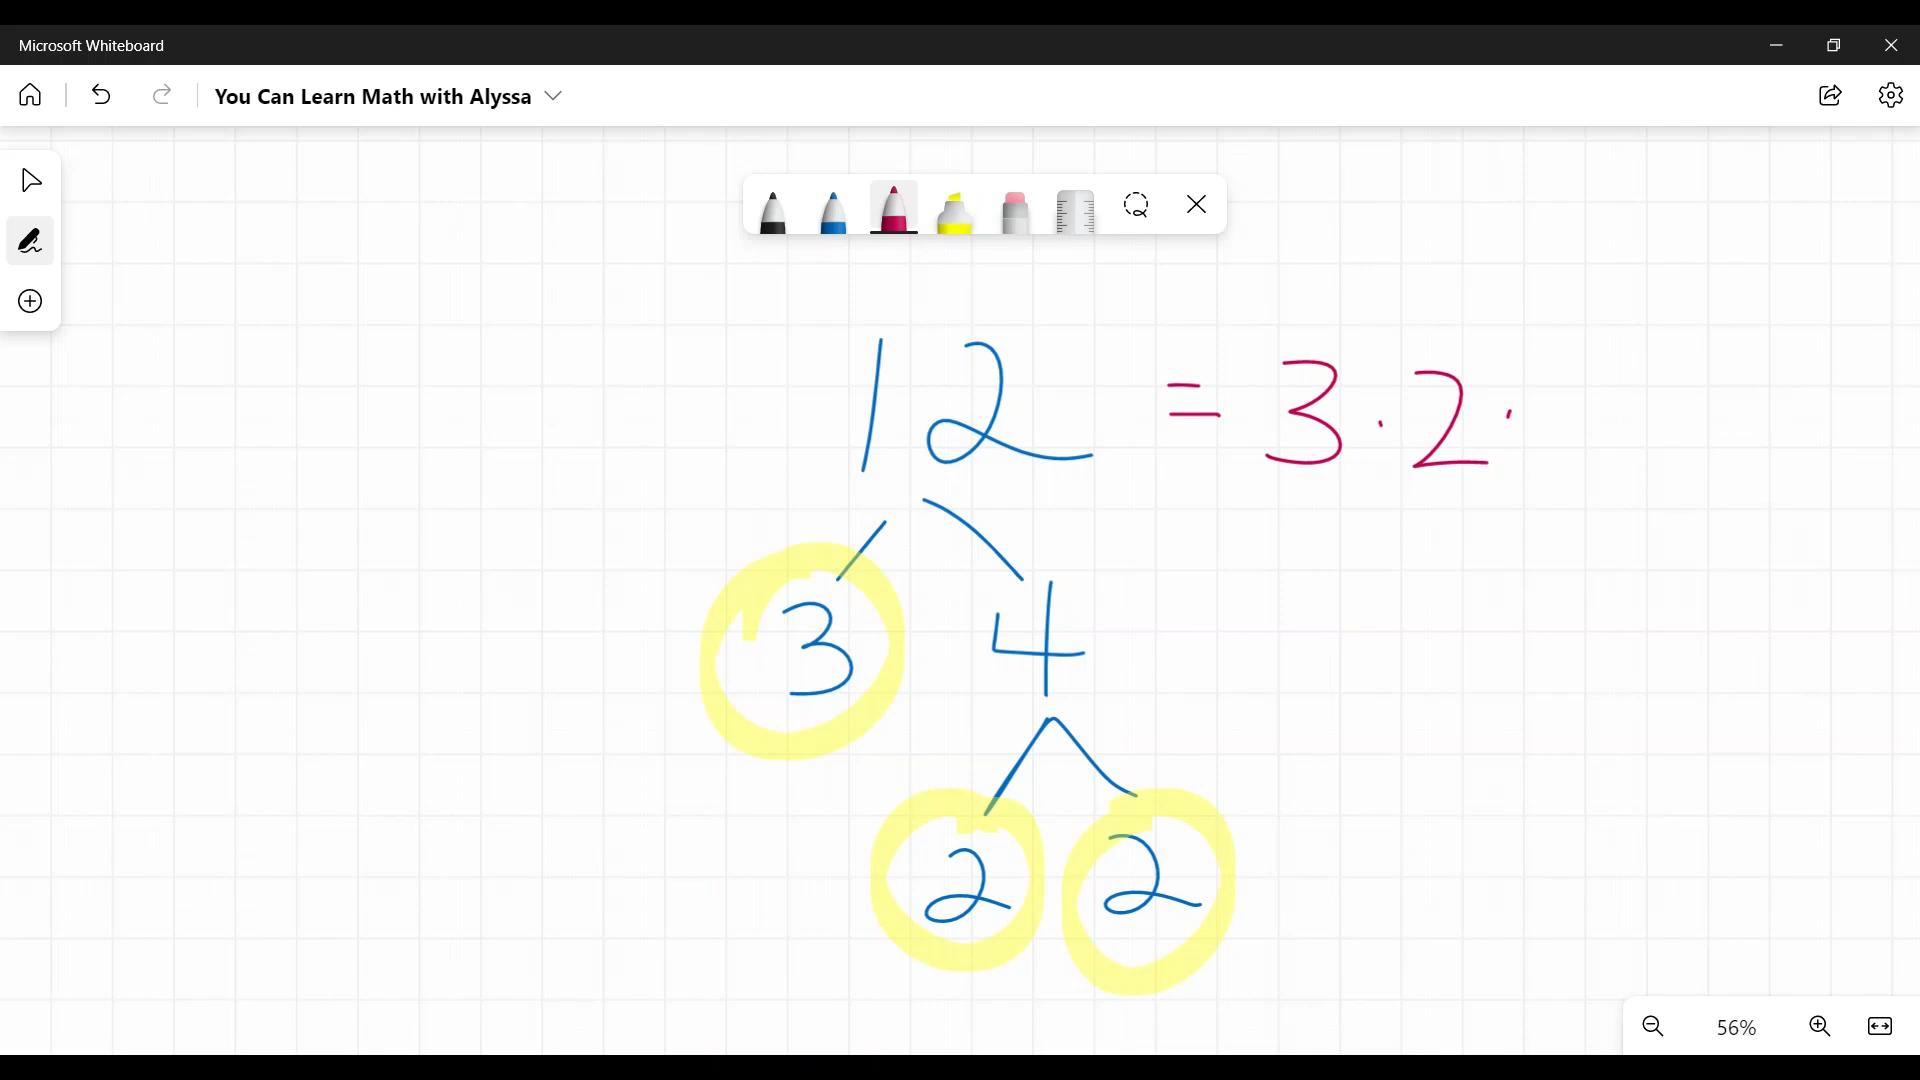 Microsoft Whiteboard
You Can Learn Math with Alyssa
12 = 3 · 2 ·
3 4
2 2
56%